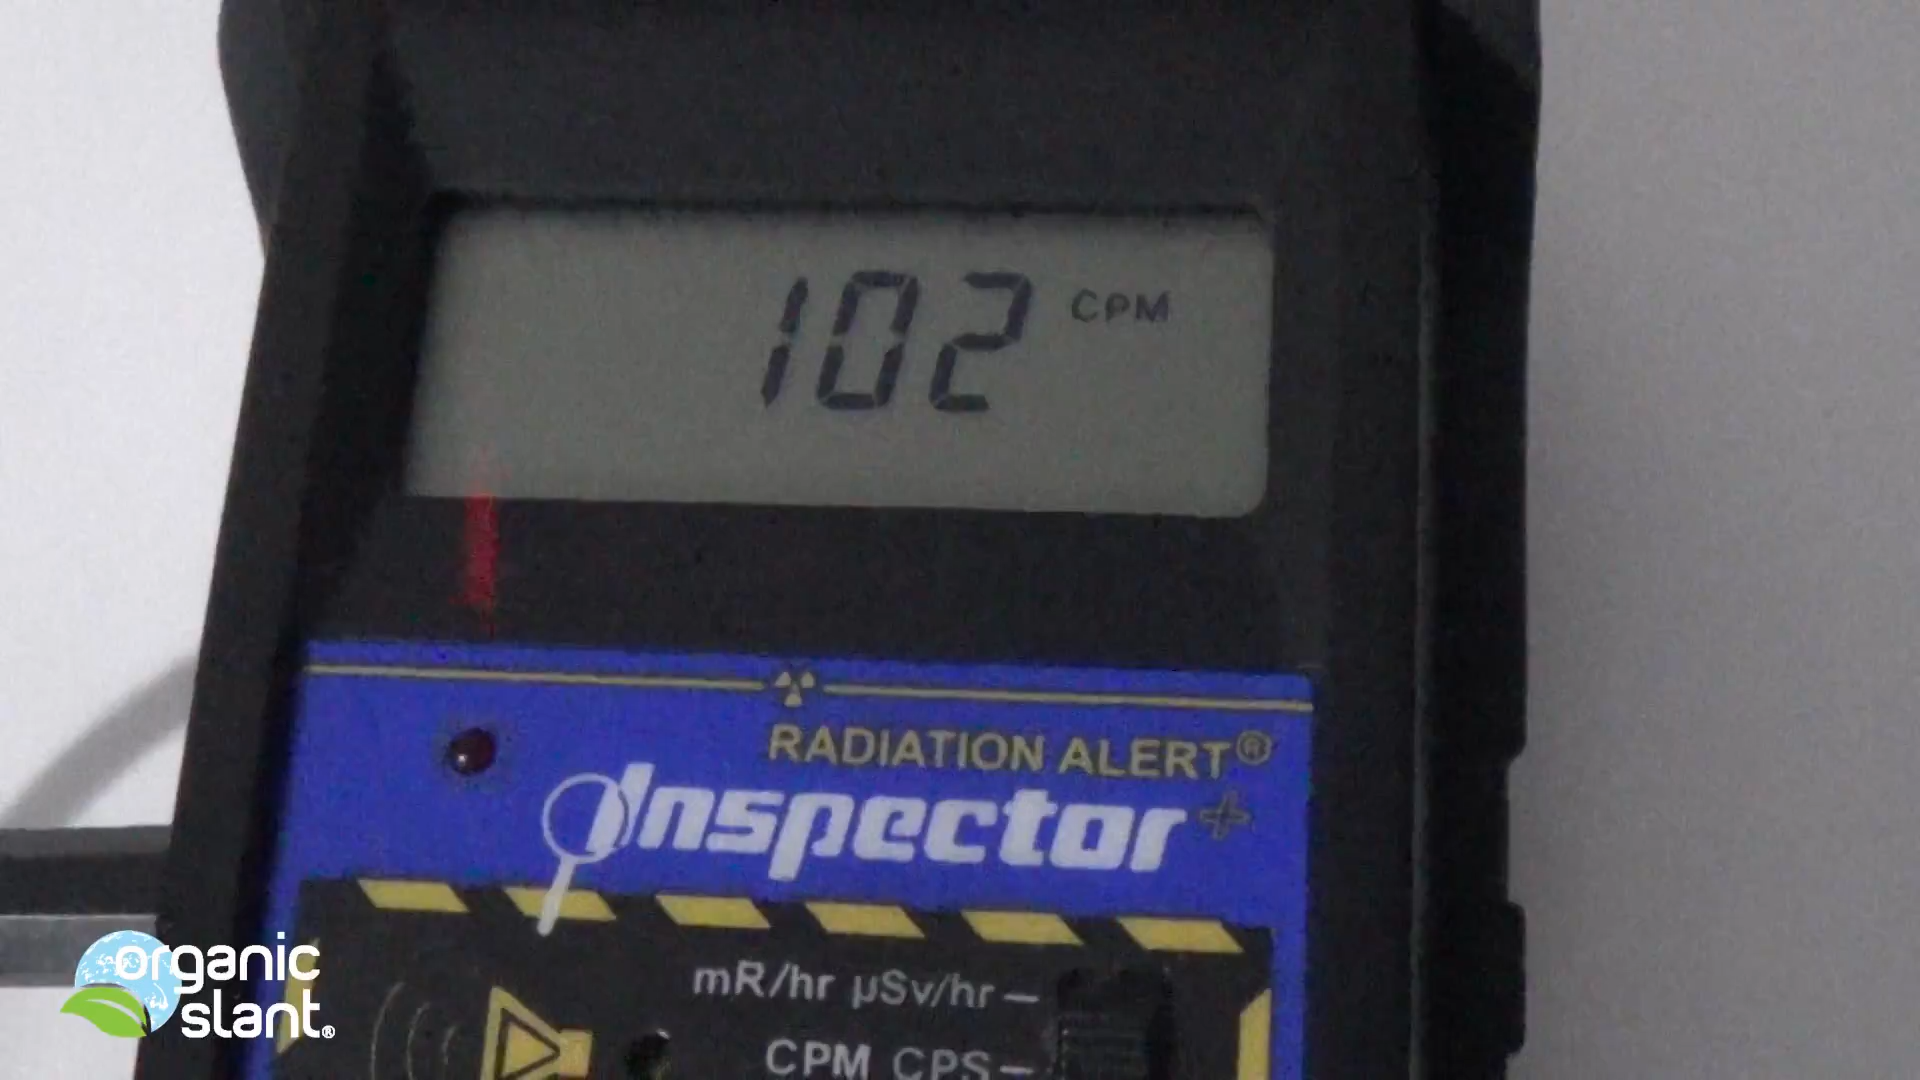 102 CPM
RADIATION ALERT®
Inspector+
mR/hr µSv/hr
CPM CPS
organic
slant®